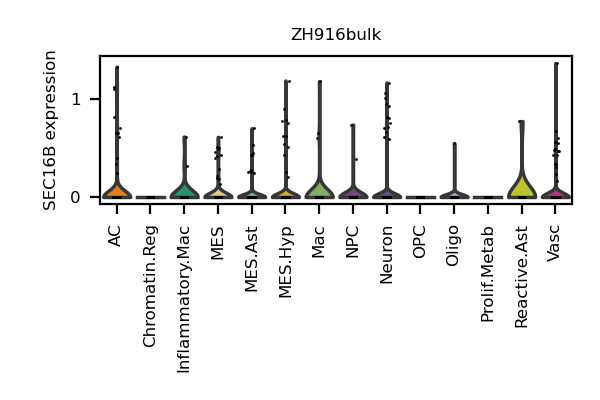 ZH916bulk
SEC16B expression
1
0
AC
Chromatin.Reg
Inflammatory.Mac
MES
MES.Ast
MES.Hyp
Mac
NPC
Neuron
OPC
Oligo
Prolif.Metab
Reactive.Ast
Vasc